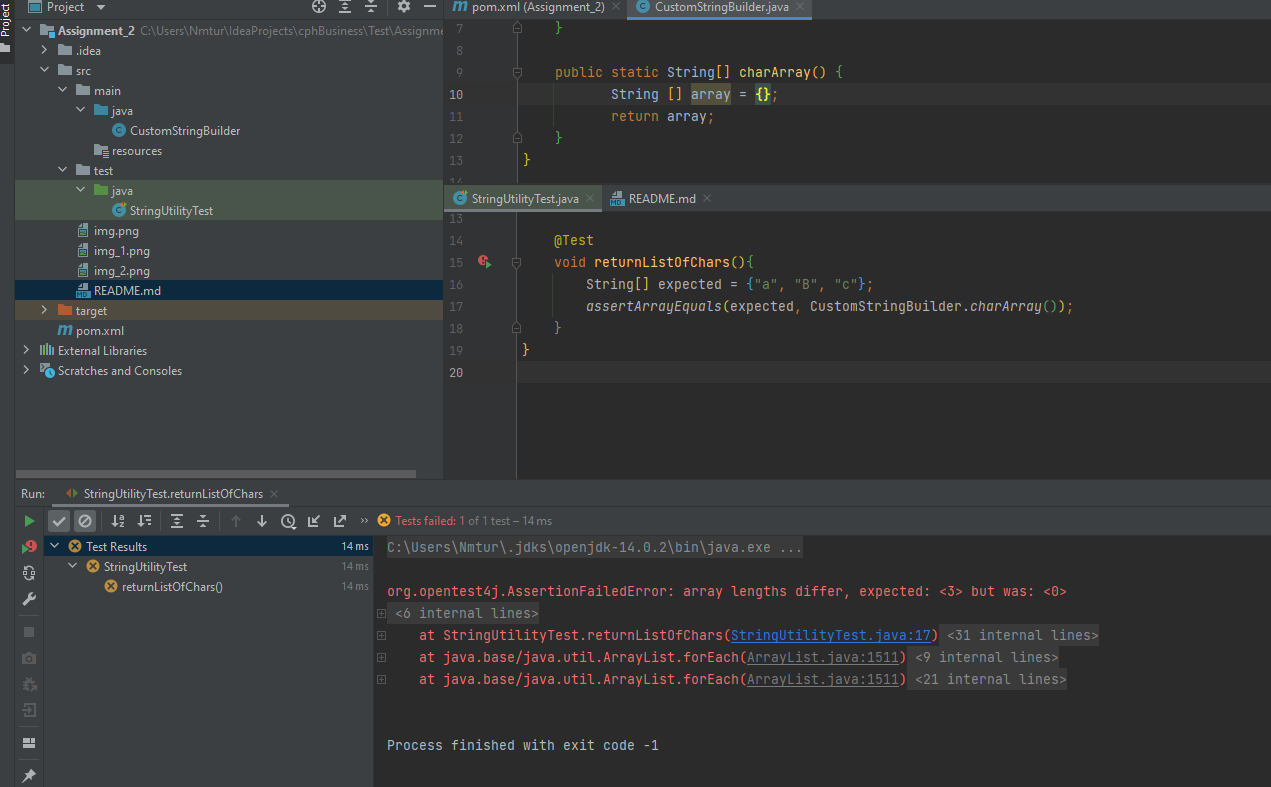 Project
Project
Assignment_2 C:\Users\Nmtur\IdeaProjects\cphBusiness\Test\Assignme
.idea
src
main
java
CustomStringBuilder
resources
test
java
StringUtilityTest
img.png
img_1.png
img_2.png
README.md
target
pom.xml
External Libraries
Scratches and Consoles
pom.xml (Assignment_2)
CustomStringBuilder.java
7 }
8
9 public static String[] charArray() {
10 String [] array = {};
11 return array;
12 }
13 }
14
StringUtilityTest.java
README.md
13
14 @Test
15 void returnListOfChars(){
16 String[] expected = {"a", "B", "c"};
17 assertArrayEquals(expected, CustomStringBuilder.charArray());
18 }
19 }
20
Run: StringUtilityTest.returnListOfChars
Tests failed: 1 of 1 test – 14 ms
Test Results 14 ms
StringUtilityTest 14 ms
returnListOfChars() 14 ms
C:\Users\Nmtur\.jdks\openjdk-14.0.2\bin\java.exe ...
org.opentest4j.AssertionFailedError: array lengths differ, expected: <3> but was: <0>
<6 internal lines>
at StringUtilityTest.returnListOfChars(StringUtilityTest.java:17) <31 internal lines>
at java.base/java.util.ArrayList.forEach(ArrayList.java:1511) <9 internal lines>
at java.base/java.util.ArrayList.forEach(ArrayList.java:1511) <21 internal lines>
Process finished with exit code -1